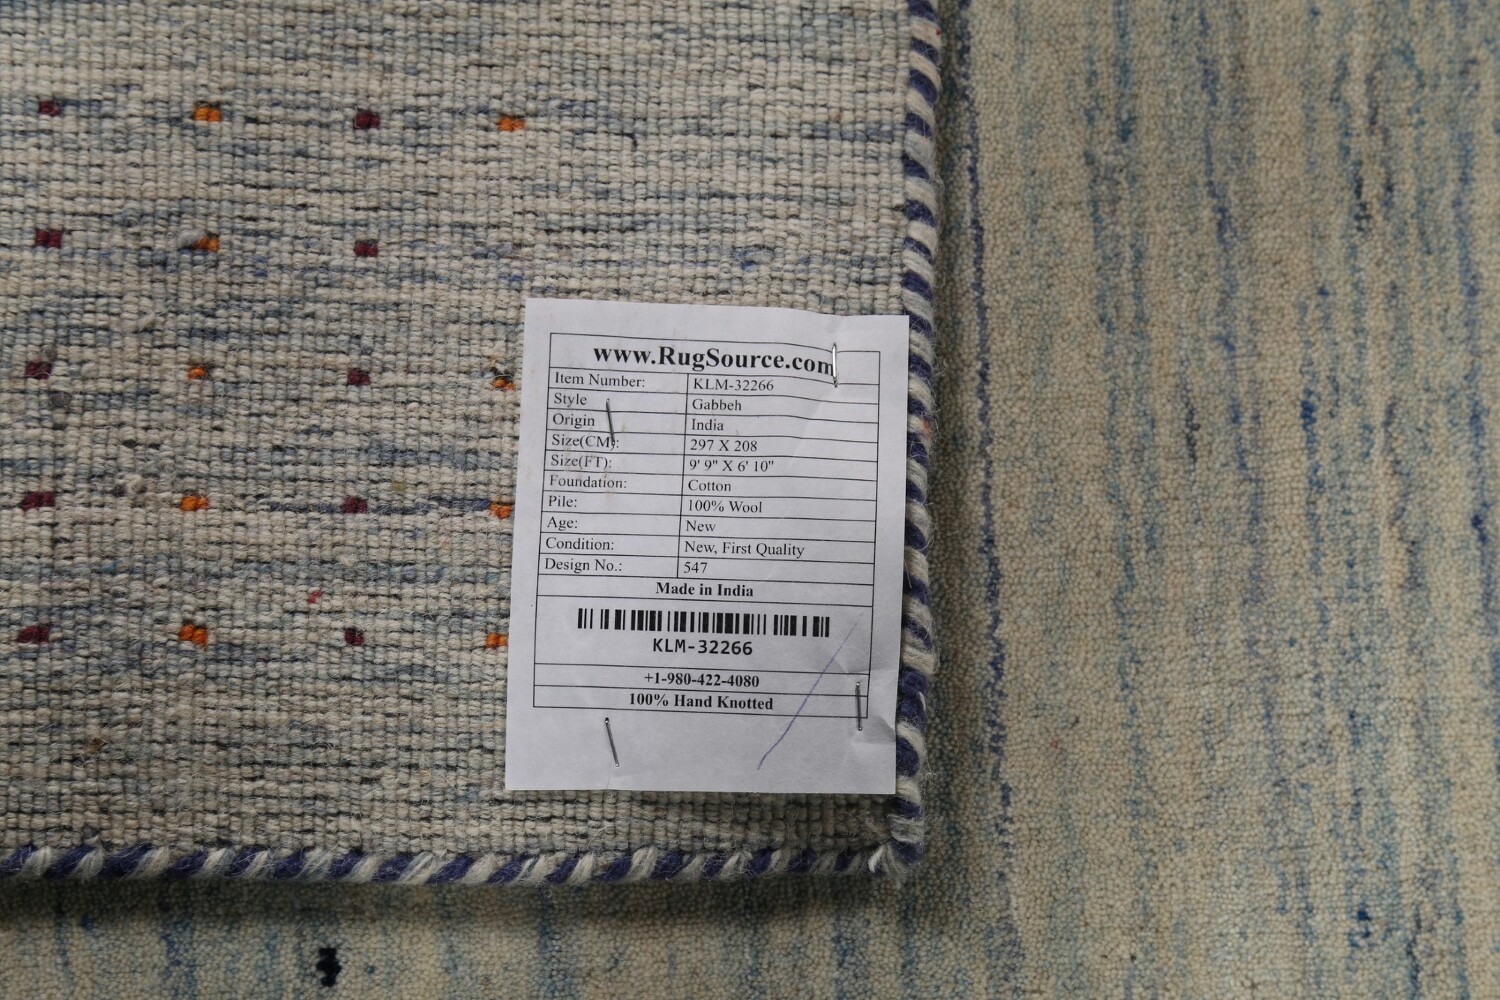 www.RugSource.com
Item Number: KLM-32266
Style Gabbeh
Origin India
Size(CM): 297 X 208
Size(FT): 9' 9" X 6' 10"
Foundation: Cotton
Pile: 100% Wool
Age: New
Condition: New, First Quality
Design No.: 547
Made in India
KLM-32266
+1-980-422-4080
100% Hand Knotted